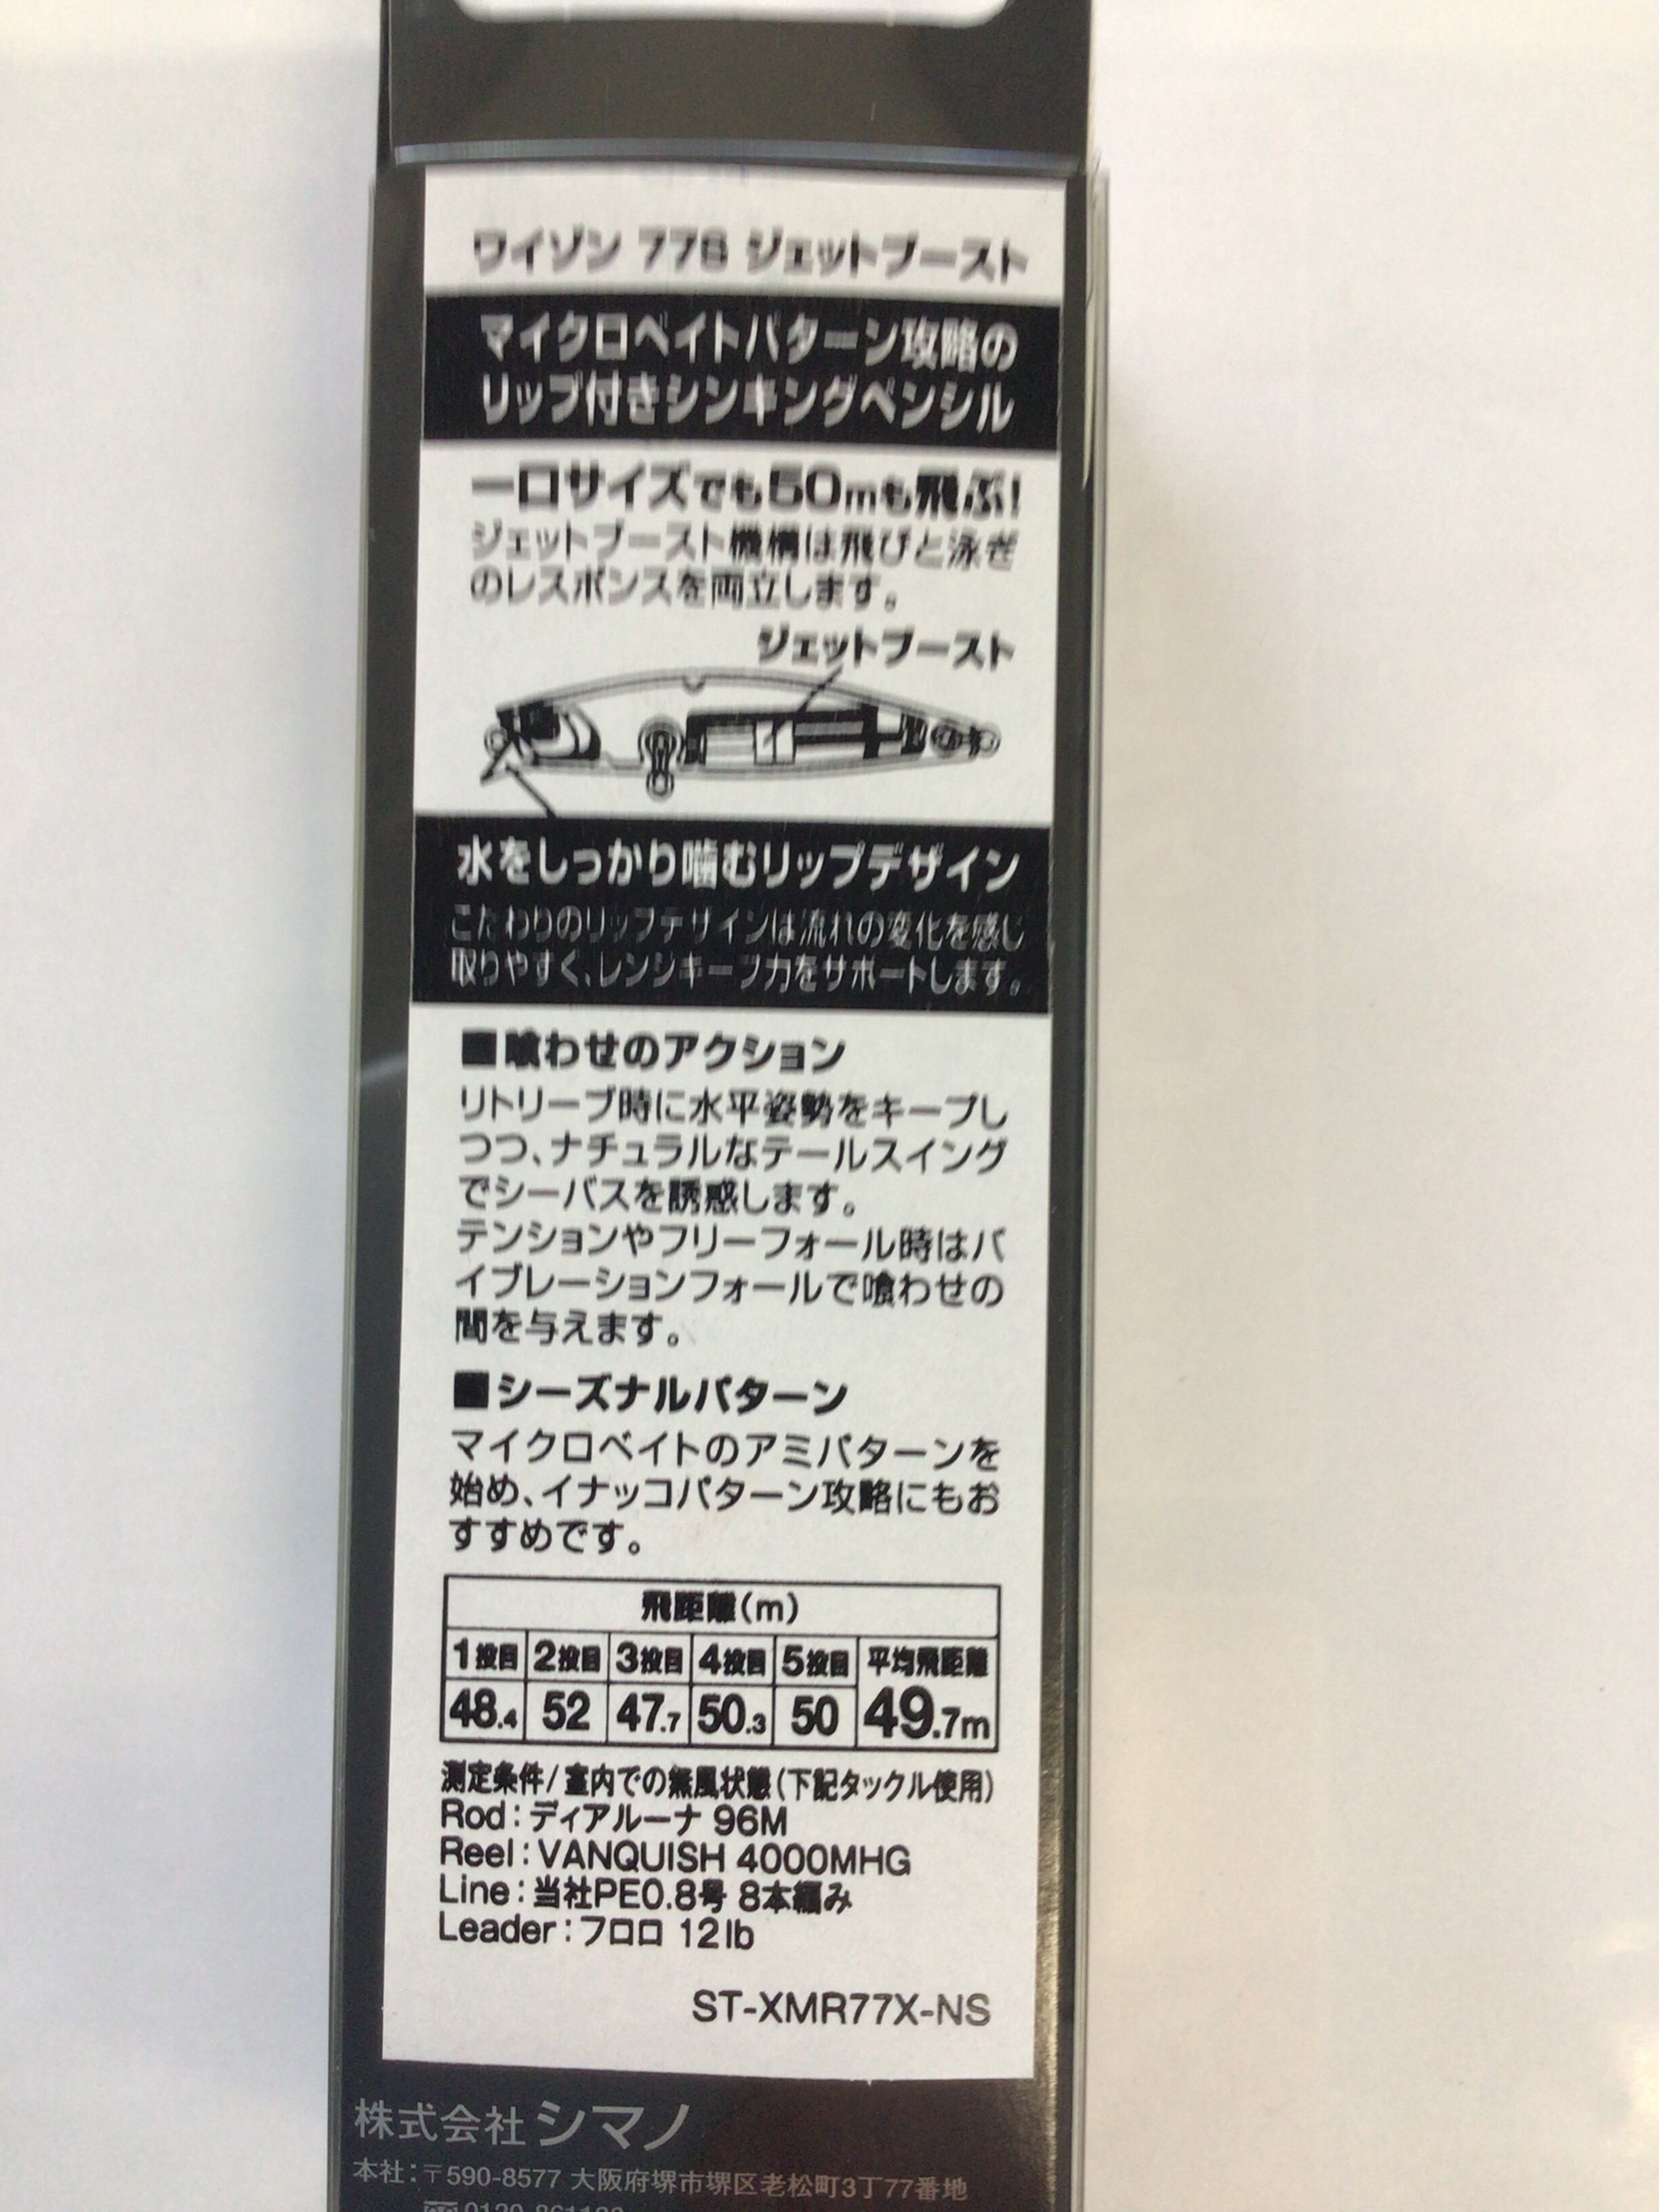 ワイゾン 77S ジェットブースト
マイクロベイトパターン攻略の
リップ付きシンキングペンシル
一口サイズでも50mも飛ぶ!
ジェットブースト機構は飛びと泳ぎ
のレスポンスを両立します。
ジェットブースト
水をしっかり噛むリップデザイン
こだわりのリップデザインは流れの変化を感じ
取りやすく、レンジキープ力をサポートします。
■喰わせのアクション
リトリーブ時に水平姿勢をキープし
つつ、ナチュラルなテールスイング
でシーバスを誘惑します。
テンションやフリーフォール時はバ
イブレーションフォールで喰わせの
間を与えます。
■シーズナルパターン
マイクロベイトのアミパターンを
始め、イナッコパターン攻略にもお
すすめです。
飛距離(m)
1投目 2投目 3投目 4投目 5投目 平均飛距離
48.4 52 47.7 50.3 50 49.7m
測定条件/室内での無風状態(下記タックル使用)
Rod:ディアルーナ 96M
Reel:VANQUISH 4000MHG
Line:当社PE0.8号 8本編み
Leader:フロロ 12lb
ST-XMR77X-NS
株式会社シマノ
本社:〒590-8577 大阪府堺市堺区老松町3丁77番地